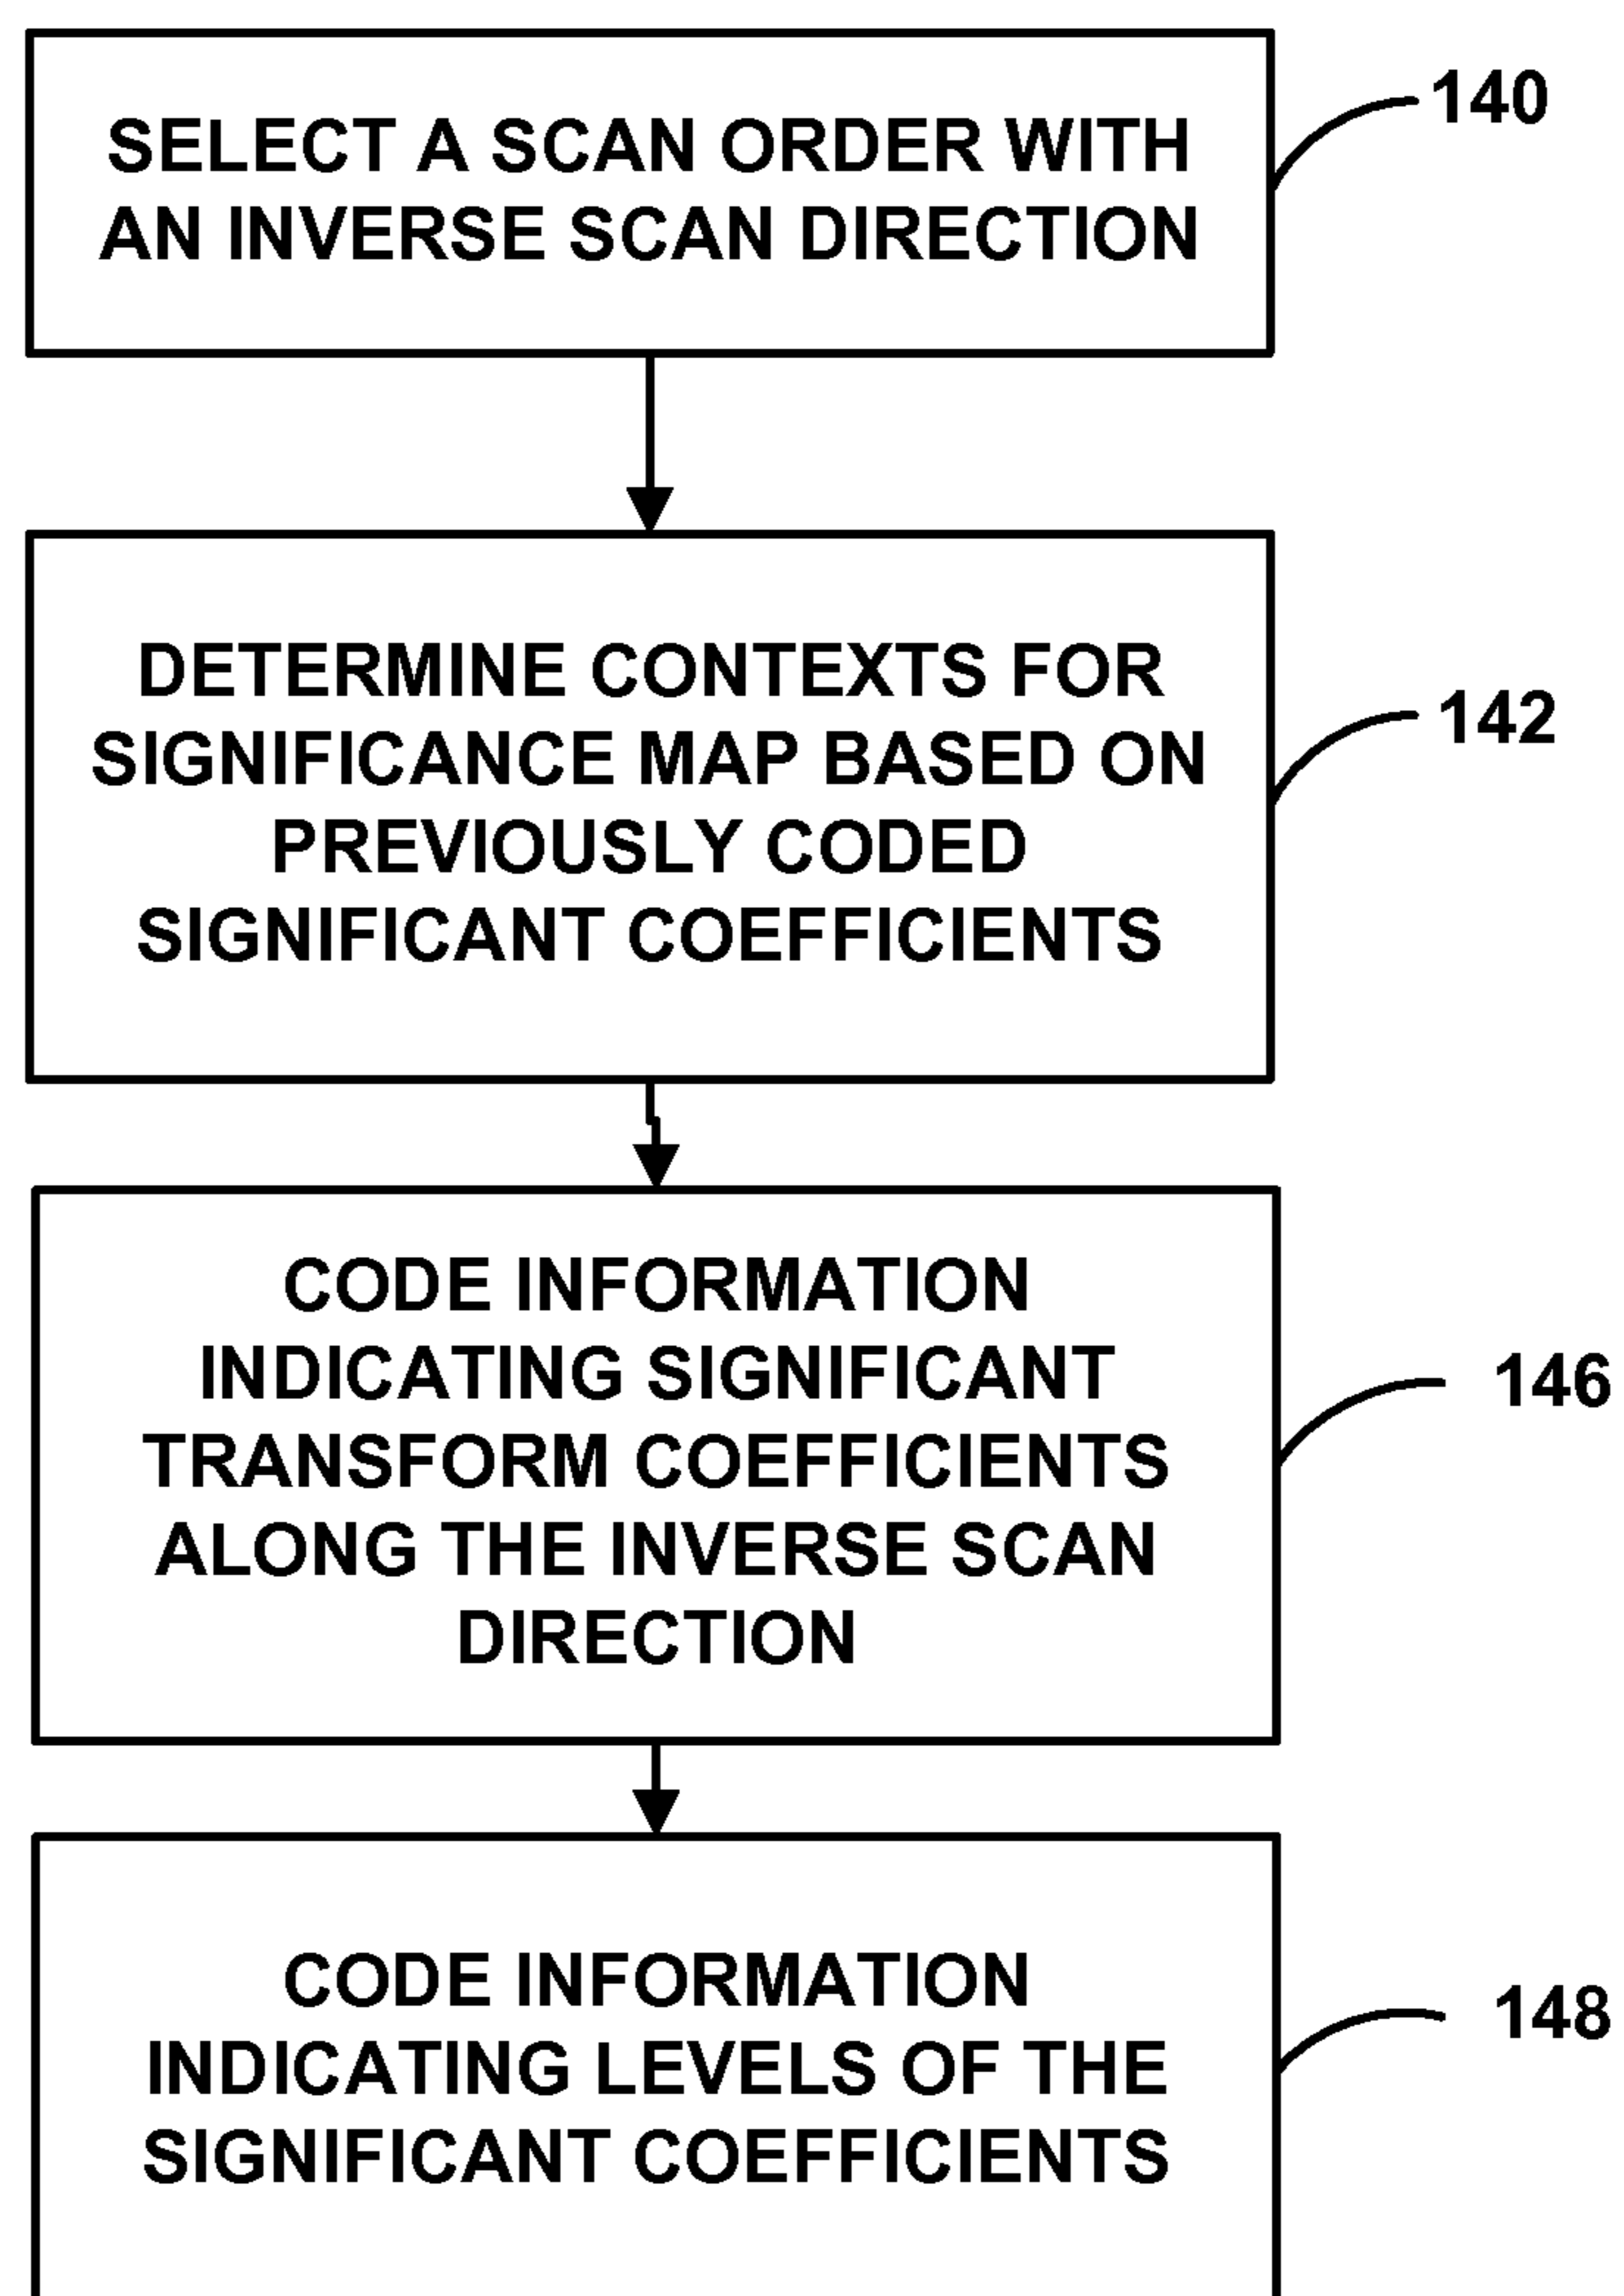 SELECT A SCAN ORDER WITH
AN INVERSE SCAN DIRECTION
140
DETERMINE CONTEXTS FOR
SIGNIFICANCE MAP BASED ON
PREVIOUSLY CODED
SIGNIFICANT COEFFICIENTS
142
CODE INFORMATION
INDICATING SIGNIFICANT
TRANSFORM COEFFICIENTS
ALONG THE INVERSE SCAN
DIRECTION
146
CODE INFORMATION
INDICATING LEVELS OF THE
SIGNIFICANT COEFFICIENTS
148